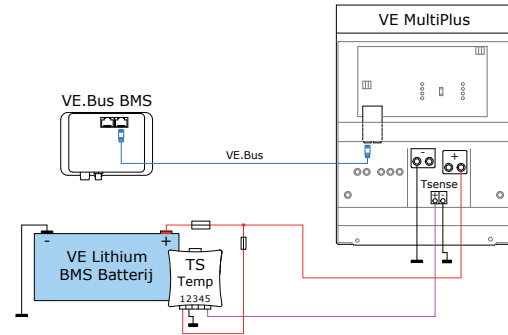 VE MultiPlus
VE.Bus BMS
VE.Bus
- +
Tsense
+ -
- +
VE Lithium
BMS Batterij
TS
Temp
12345